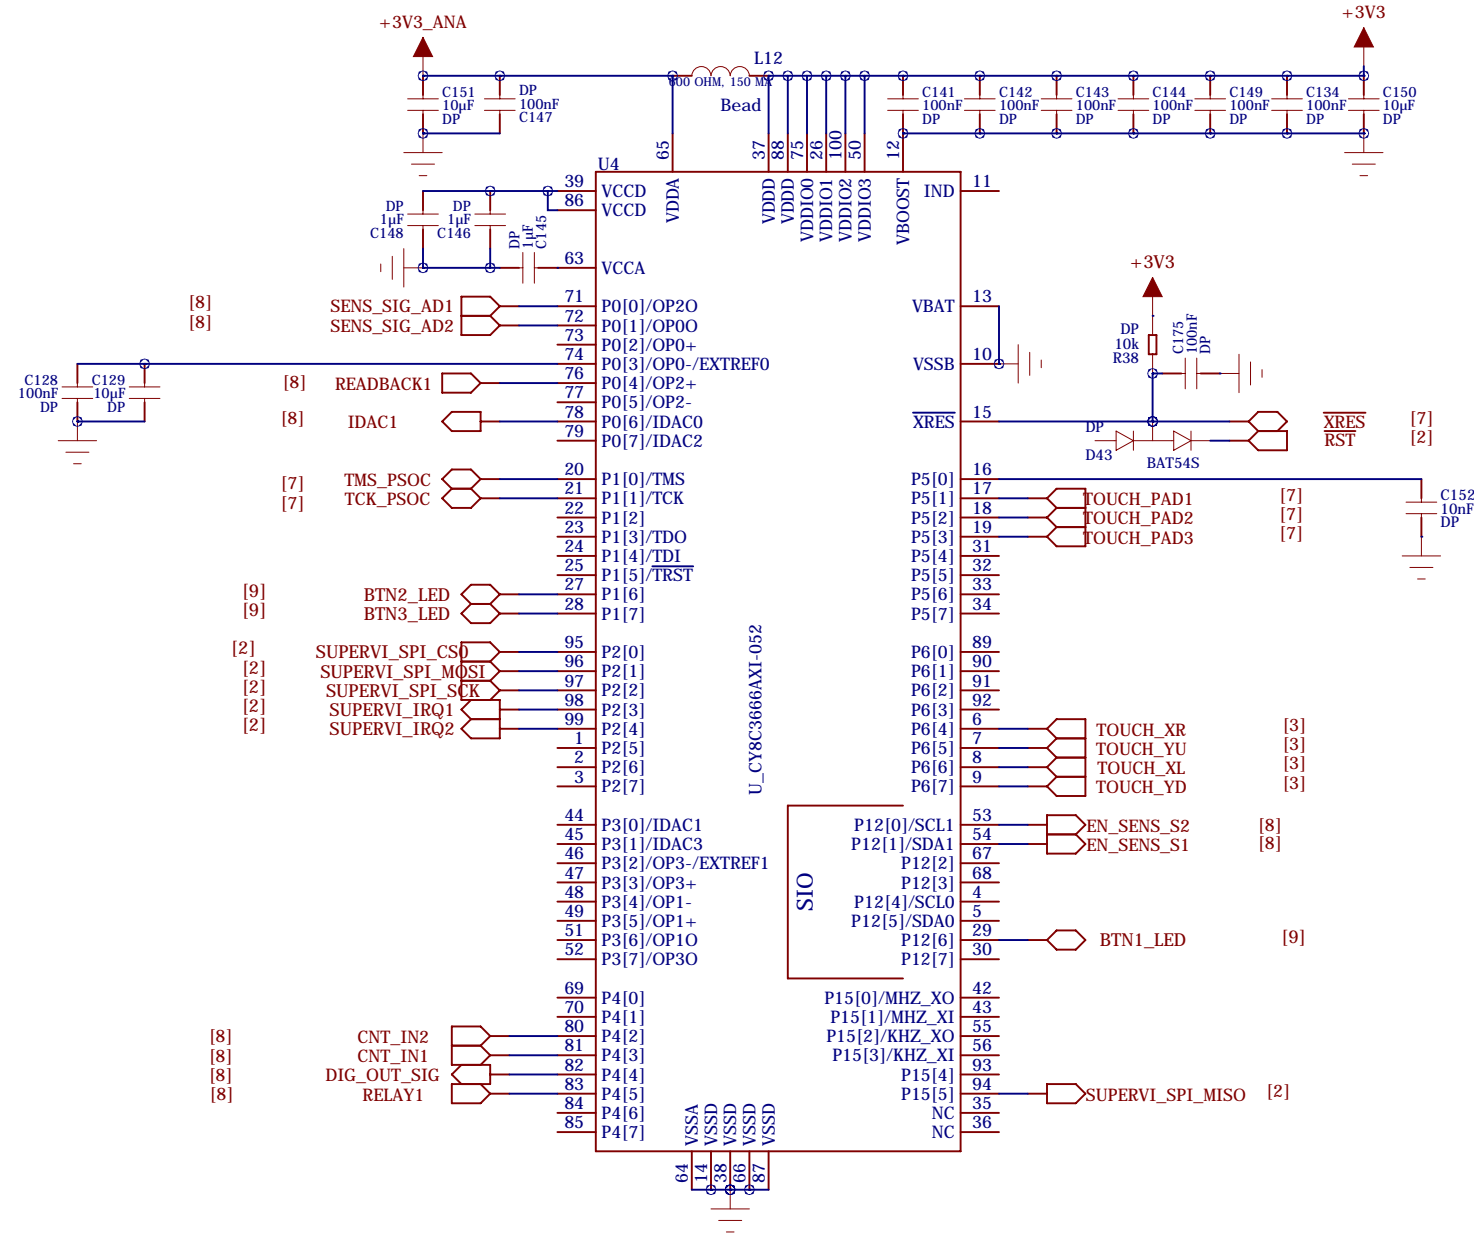 +3V3_ANA
+3V3
L12
600 OHM, 150 MA
Bead
C151
10µF
DP
DP
100nF
C147
C141
100nF
DP
C142
100nF
DP
C143
100nF
DP
C144
100nF
DP
C149
100nF
DP
C134
100nF
DP
C150
10µF
DP
65
37
88
75
26
100
50
12
U4
VDDA
VDDD
VDDD
VDDIO0
VDDIO1
VDDIO2
VDDIO3
VBOOST
39 VCCD
86 VCCD
DP
1µF
C148
DP
1µF
C146
DP
1µF
C145
63 VCCA
[8] SENS_SIG_AD1 71 P0[0]/OP2O
[8] SENS_SIG_AD2 72 P0[1]/OP0O
73 P0[2]/OP0+
74 P0[3]/OP0-/EXTREF0
C128
100nF
DP
C129
10µF
DP
[8] READBACK1 76 P0[4]/OP2+
77 P0[5]/OP2-
[8] IDAC1 78 P0[6]/IDAC0
79 P0[7]/IDAC2
[7] TMS_PSOC 20 P1[0]/TMS
[7] TCK_PSOC 21 P1[1]/TCK
22 P1[2]
23 P1[3]/TDO
24 P1[4]/TDI
25 P1[5]/TRST
[9] BTN2_LED 27 P1[6]
[9] BTN3_LED 28 P1[7]
[2] SUPERVI_SPI_CS0 95 P2[0]
[2] SUPERVI_SPI_MOSI 96 P2[1]
[2] SUPERVI_SPI_SCK 97 P2[2]
[2] SUPERVI_IRQ1 98 P2[3]
[2] SUPERVI_IRQ2 99 P2[4]
1 P2[5]
2 P2[6]
3 P2[7]
44 P3[0]/IDAC1
45 P3[1]/IDAC3
46 P3[2]/OP3-/EXTREF1
47 P3[3]/OP3+
48 P3[4]/OP1-
49 P3[5]/OP1+
51 P3[6]/OP1O
52 P3[7]/OP3O
69 P4[0]
70 P4[1]
[8] CNT_IN2 80 P4[2]
[8] CNT_IN1 81 P4[3]
[8] DIG_OUT_SIG 82 P4[4]
[8] RELAY1 83 P4[5]
84 P4[6]
85 P4[7]
U_CY8C3666AXI-052
SIO
IND 11
VBAT 13
VSSB 10
+3V3
DP
10k
R38
C175
100nF
DP
XRES 15 XRES [7]
RST [2]
DP
D43
BAT54S
P5[0] 16
C152
10nF
DP
P5[1] 17 TOUCH_PAD1 [7]
P5[2] 18 TOUCH_PAD2 [7]
P5[3] 19 TOUCH_PAD3 [7]
P5[4] 31
P5[5] 32
P5[6] 33
P5[7] 34
P6[0] 89
P6[1] 90
P6[2] 91
P6[3] 92
P6[4] 6 TOUCH_XR [3]
P6[5] 7 TOUCH_YU [3]
P6[6] 8 TOUCH_XL [3]
P6[7] 9 TOUCH_YD [3]
P12[0]/SCL1 53 EN_SENS_S2 [8]
P12[1]/SDA1 54 EN_SENS_S1 [8]
P12[2] 67
P12[3] 68
P12[4]/SCL0 4
P12[5]/SDA0 5
P12[6] 29 BTN1_LED [9]
P12[7] 30
P15[0]/MHZ_XO 42
P15[1]/MHZ_XI 43
P15[2]/KHZ_XO 55
P15[3]/KHZ_XI 56
P15[4] 93
P15[5] 94 SUPERVI_SPI_MISO [2]
NC 35
NC 36
VSSA
VSSD
VSSD
VSSD
VSSD
64
14
38
66
87